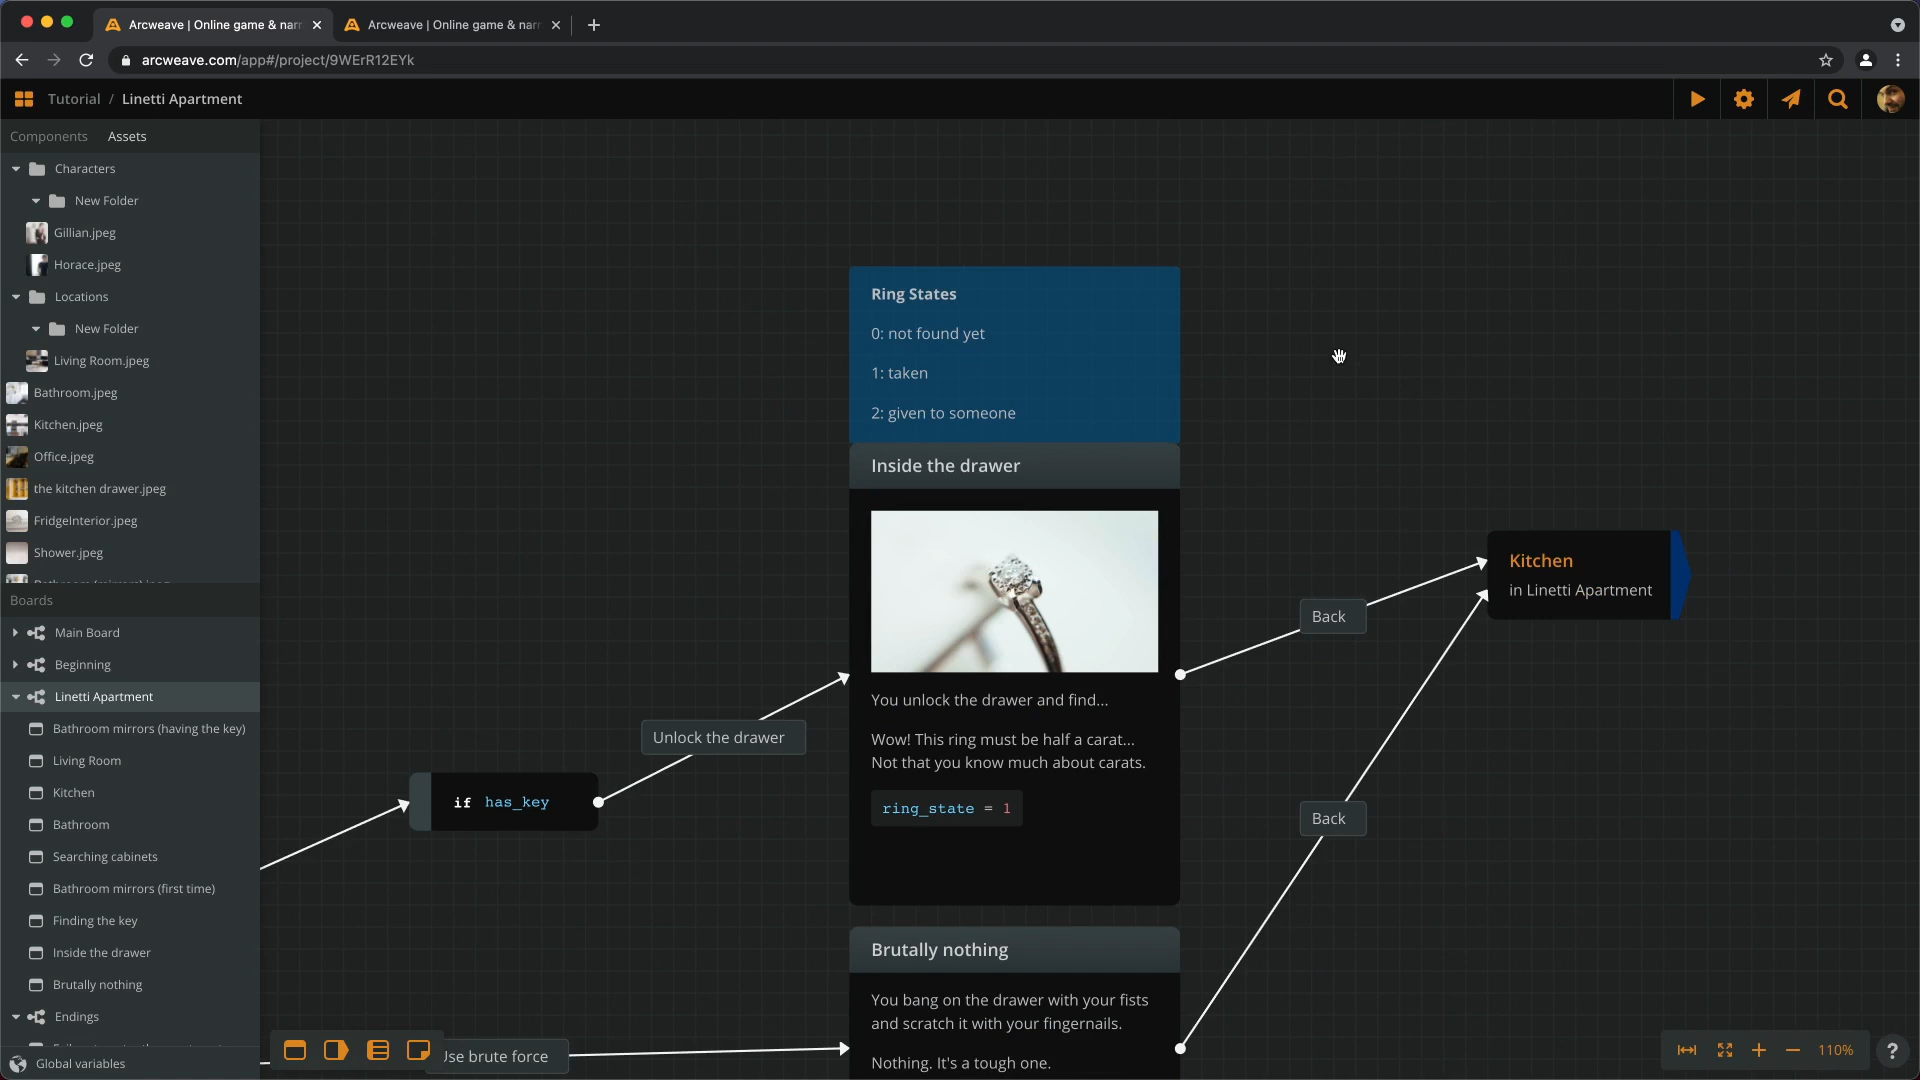 Arcweave | Online game & narr
Arcweave | Online game & narr
arcweave.com/app#/project/9WErR12EYk
Tutorial / Linetti Apartment
Components Assets
Characters
New Folder
Gillian.jpeg
Horace.jpeg
Locations
New Folder
Living Room.jpeg
Bathroom.jpeg
Kitchen.jpeg
Office.jpeg
the kitchen drawer.jpeg
FridgeInterior.jpeg
Shower.jpeg
Boards
Main Board
Beginning
Linetti Apartment
Bathroom mirrors (having the key)
Living Room
Kitchen
Bathroom
Searching cabinets
Bathroom mirrors (first time)
Finding the key
Inside the drawer
Brutally nothing
Endings
Global variables
Ring States
0: not found yet
1: taken
2: given to someone
Inside the drawer
You unlock the drawer and find...
Wow! This ring must be half a carat...
Not that you know much about carats.
ring_state = 1
Unlock the drawer
if has_key
Back
Kitchen
in Linetti Apartment
Back
Brutally nothing
You bang on the drawer with your fists
and scratch it with your fingernails.
Nothing. It's a tough one.
Use brute force
110%
?